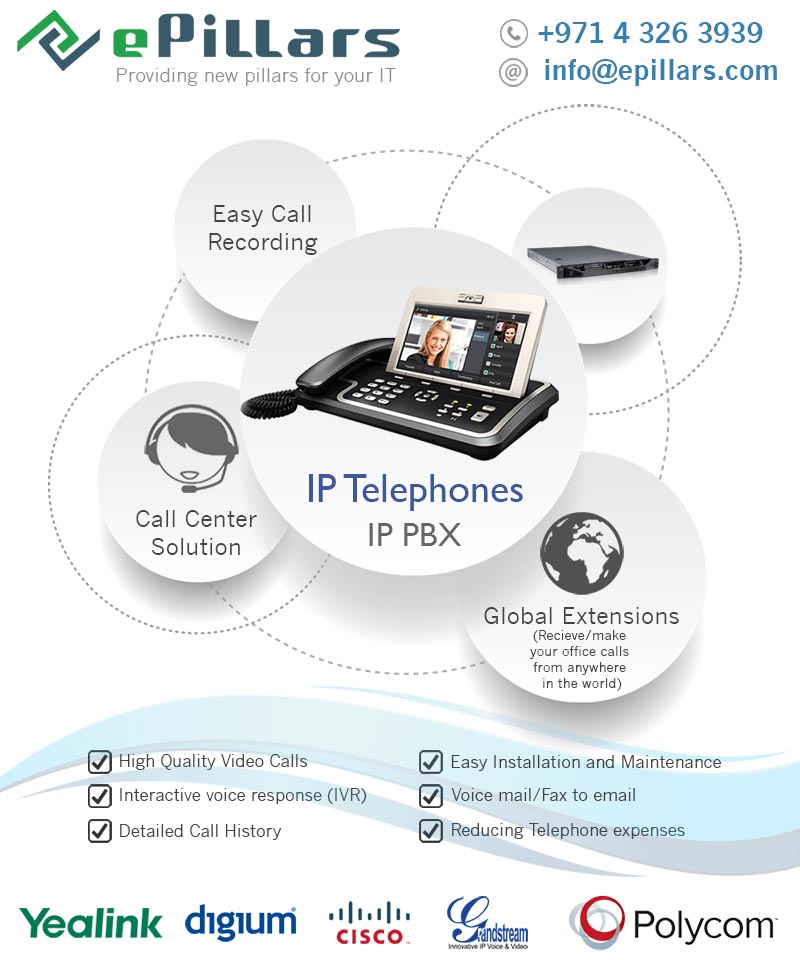 ePillars
Providing new pillars for your IT
+971 4 326 3939
@ info@epillars.com
Easy Call
Recording
IP Telephones
IP PBX
Call Center
Solution
Global Extensions
(Recieve/make
your office calls
from anywhere
in the world)
High Quality Video Calls
Easy Installation and Maintenance
Interactive voice response (IVR)
Voice mail/Fax to email
Detailed Call History
Reducing Telephone expenses
Yealink
digium
CISCO
Grandstream
Innovative IP Voice & Video
Polycom